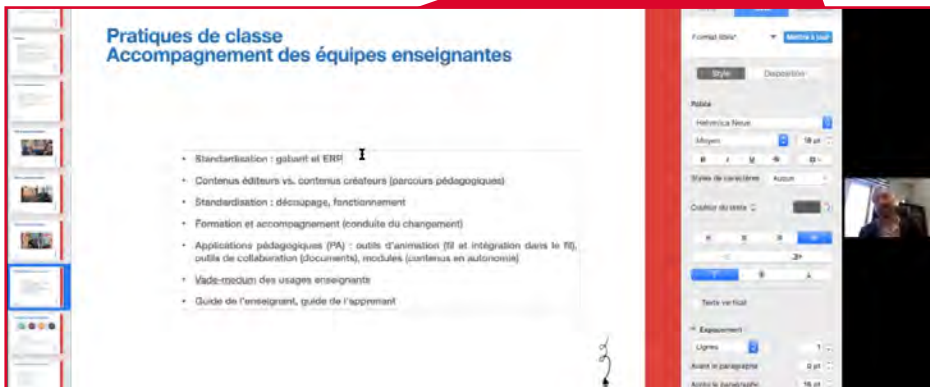 Pratiques de classe
Accompagnement des équipes enseignantes
• Standardisation : gabarit et ERP
• Contenus éditeurs vs. contenus créateurs (parcours pédagogiques)
• Standardisation : découpage, fonctionnement
• Formation et accompagnement (conduite du changement)
• Applications pédagogiques (PA) : outils d'animation (fil et intégration dans le fil),
outils de collaboration (documents), modules (contenus en autonomie)
• Vade-mecum des usages enseignants
• Guide de l'enseignant, guide de l'apprenant
Format libre*
Mettre à jour
Style
Disposition
Police
Helvetica Neue
Moyen
18 pt
B I U S
Styles de caractères
Aucun
Couleur du texte
Texte vertical
Espacement
Lignes
1
Avant le paragraphe
0 pt
Après le paragraphe
16 pt